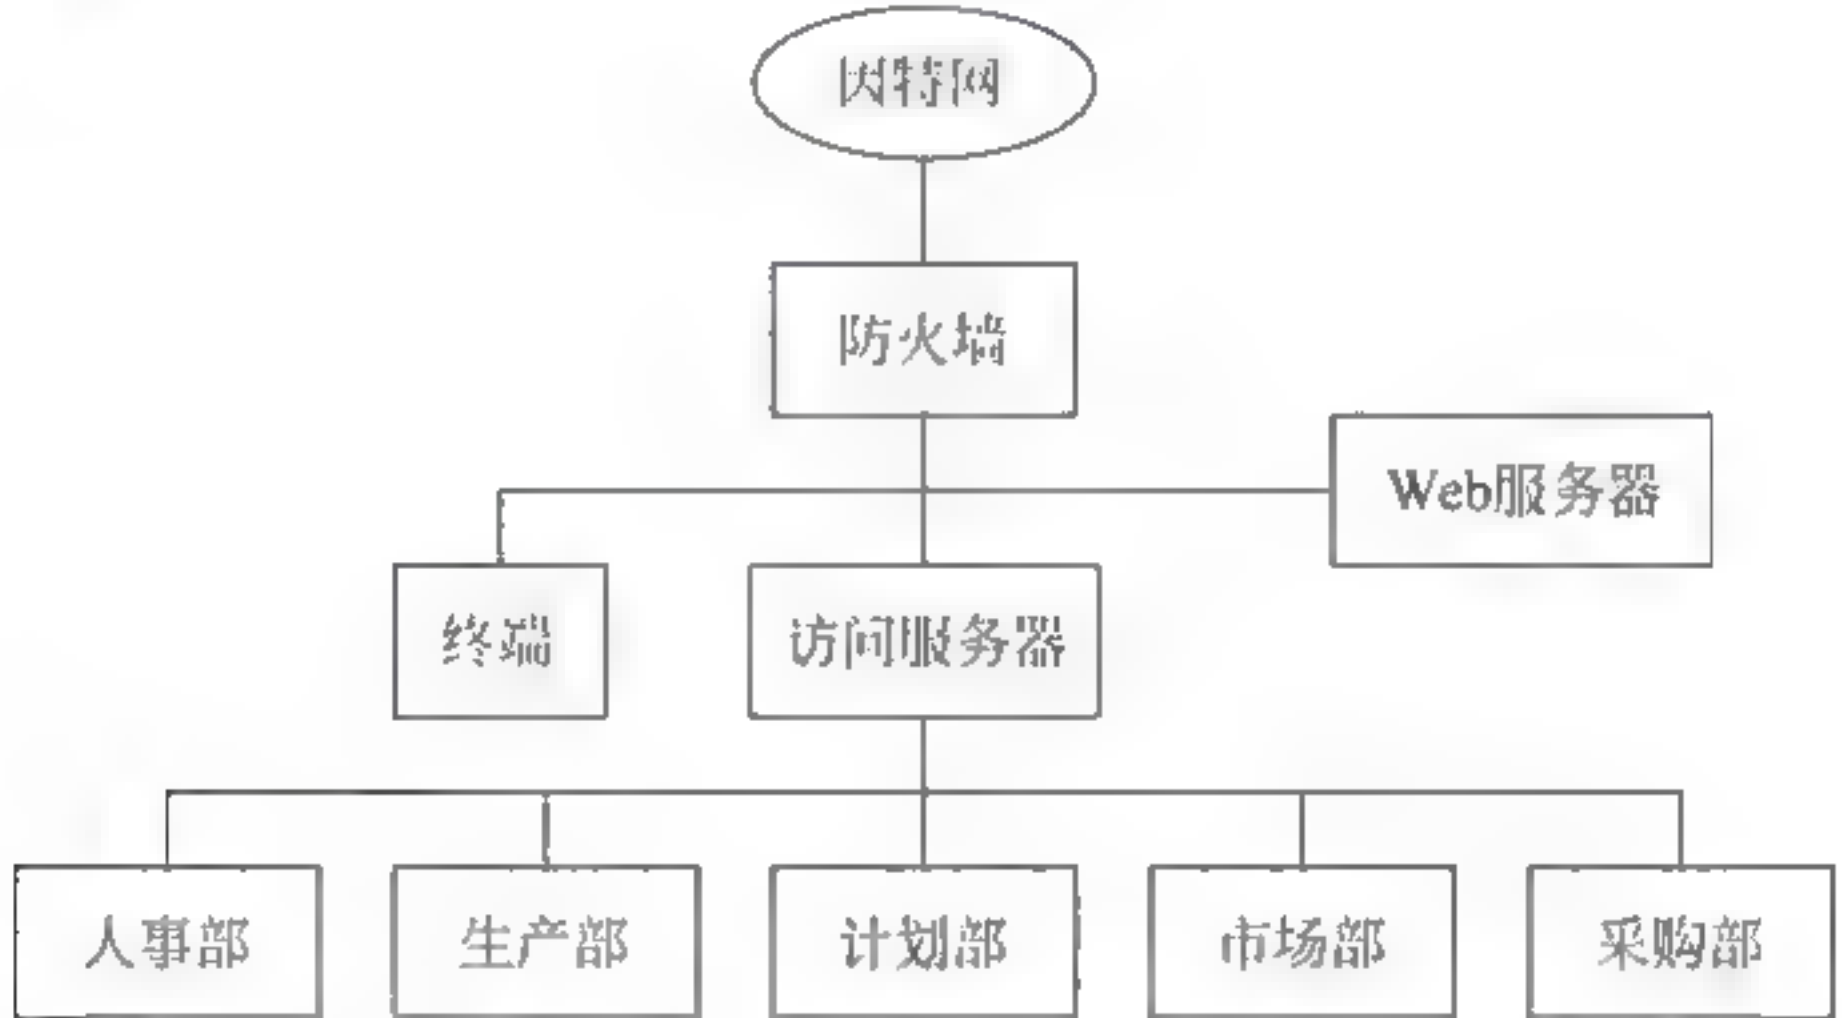 因特网
防火墙
Web服务器
终端
访问服务器
人事部
生产部
计划部
市场部
采购部